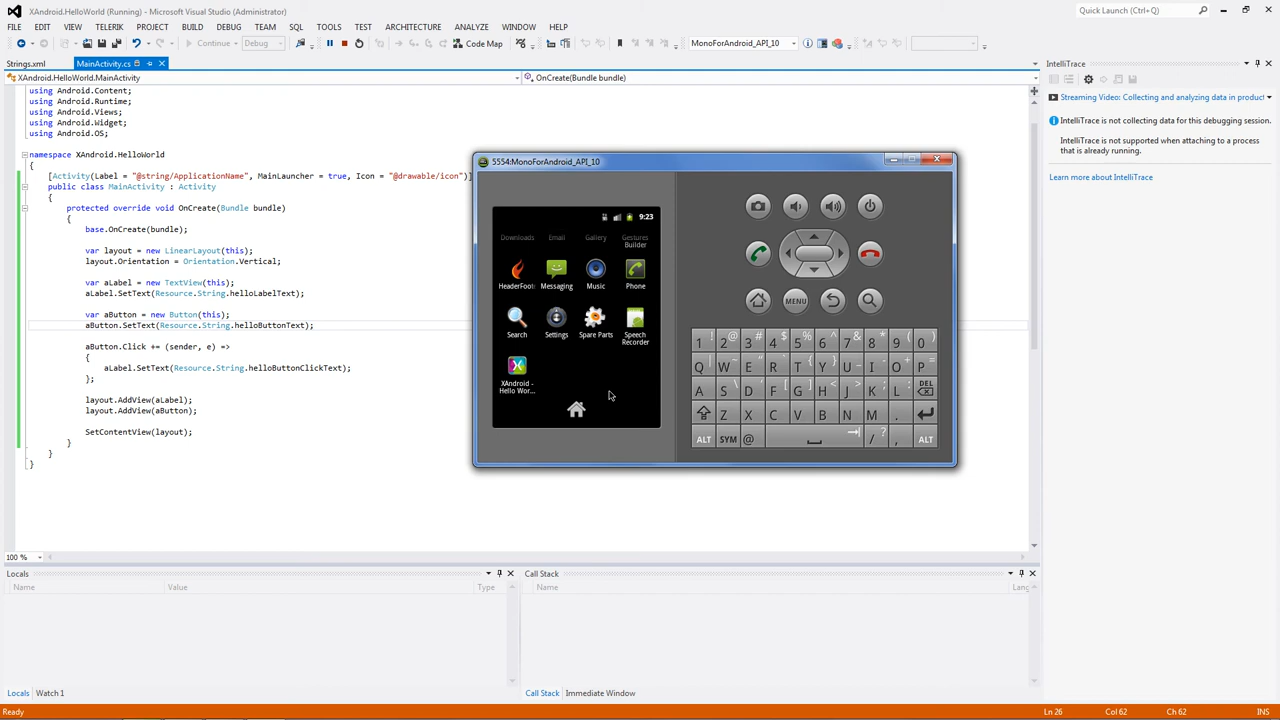 XAndroid.HelloWorld (Running) - Microsoft Visual Studio (Administrator)
Quick Launch (Ctrl+Q)
FILE EDIT VIEW TELERIK PROJECT BUILD DEBUG TEAM SQL TOOLS TEST ARCHITECTURE ANALYZE WINDOW HELP
Continue Debug Code Map MonoForAndroid_API_10
Strings.xml MainActivity.cs
XAndroid.HelloWorld.MainActivity OnCreate(Bundle bundle)
using Android.Content;
using Android.Runtime;
using Android.Views;
using Android.Widget;
using Android.OS;
namespace XAndroid.HelloWorld
{
[Activity(Label = "@string/ApplicationName", MainLauncher = true, Icon = "@drawable/icon")]
public class MainActivity : Activity
{
protected override void OnCreate(Bundle bundle)
{
base.OnCreate(bundle);
var layout = new LinearLayout(this);
layout.Orientation = Orientation.Vertical;
var aLabel = new TextView(this);
aLabel.SetText(Resource.String.helloLabelText);
var aButton = new Button(this);
aButton.SetText(Resource.String.helloButtonText);
aButton.Click += (sender, e) =>
{
aLabel.SetText(Resource.String.helloButtonClickText);
};
layout.AddView(aLabel);
layout.AddView(aButton);
SetContentView(layout);
}
}
}
100 %
5554:MonoForAndroid_API_10
9:23
Downloads Email Gallery Gestures
Builder
HeaderFoot Messaging Music Phone
Search Settings Spare Parts Speech
Recorder
XAndroid -
Hello Wor...
MENU
1 ! 2 @ 3 # 4 $ 5 % 6 ^ 7 & 8 * 9 ( 0 )
Q W E R T Y U I O P
A S D F G H J K L DEL
Z X C V B N M .
ALT SYM @ / ? , ALT
IntelliTrace
Streaming Video: Collecting and analyzing data in product
IntelliTrace is not collecting data for this debugging session.
IntelliTrace is not supported when attaching to a process
that is already running.
Learn more about IntelliTrace
Locals
Name Value Type
Call Stack
Name Lang
Locals Watch 1
Call Stack Immediate Window
Ready Ln 26 Col 62 Ch 62 INS